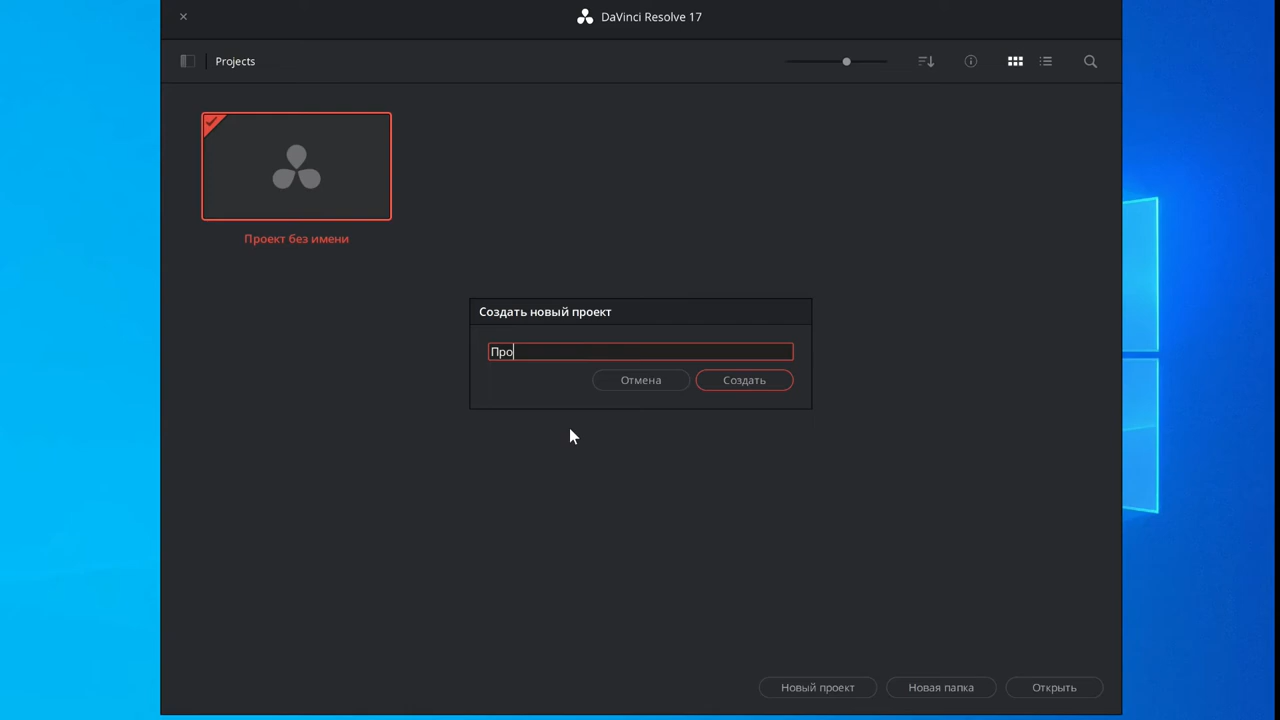 DaVinci Resolve 17
Projects
Проект без имени
Создать новый проект
Про
Отмена
Создать
Новый проект
Новая папка
Открыть